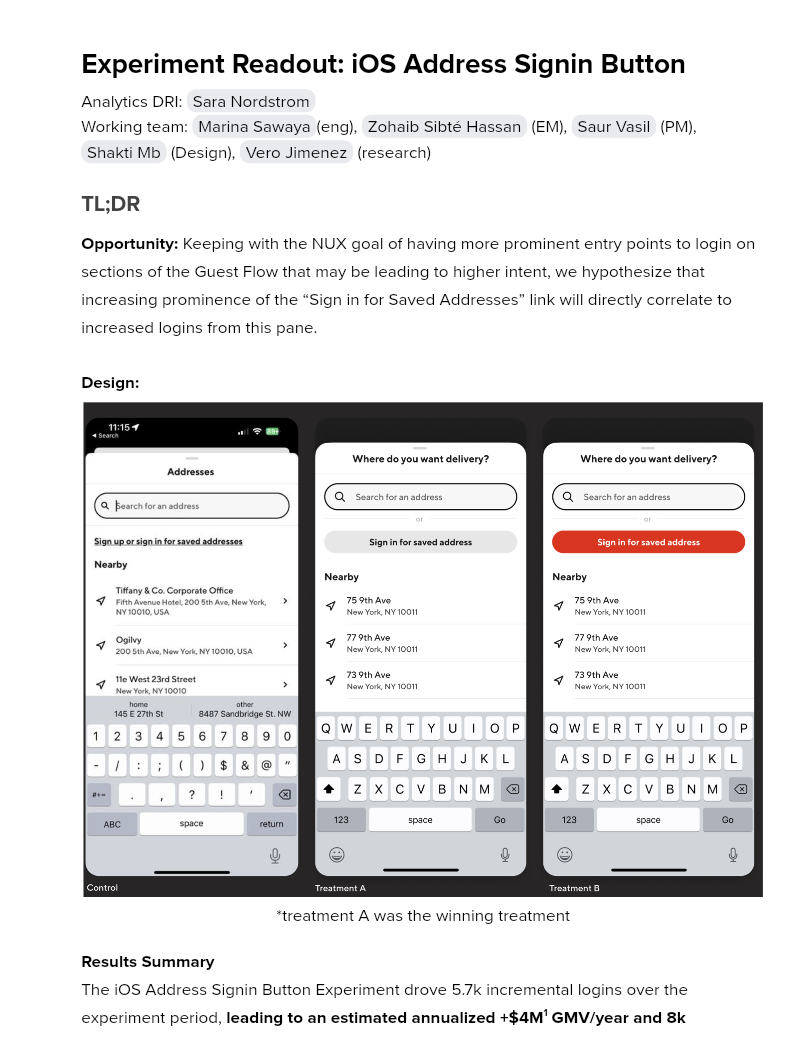 Experiment Readout: iOS Address Signin Button
Analytics DRI: Sara Nordstrom
Working team: Marina Sawaya (eng), Zohaib Sibté Hassan (EM), Saur Vasil (PM),
Shakti Mb (Design), Vero Jimenez (research)
TL;DR
Opportunity: Keeping with the NUX goal of having more prominent entry points to login on
sections of the Guest Flow that may be leading to higher intent, we hypothesize that
increasing prominence of the “Sign in for Saved Addresses” link will directly correlate to
increased logins from this pane.
Design:
11:15
◀ Search
Addresses
Search for an address
Sign up or sign in for saved addresses
Nearby
Tiffany & Co. Corporate Office
Fifth Avenue Hotel, 200 5th Ave, New York,
NY 10010, USA
Ogilvy
200 5th Ave, New York, NY 10010, USA
11e West 23rd Street
New York, NY 10010
home
145 E 27th St
other
8487 Sandbridge St. NW
1 2 3 4 5 6 7 8 9 0
- / : ; ( ) $ & @ “
#+= . , ? ! ’
ABC space return
Control
Where do you want delivery?
Search for an address
or
Sign in for saved address
Nearby
75 9th Ave
New York, NY 10011
77 9th Ave
New York, NY 10011
73 9th Ave
New York, NY 10011
Q W E R T Y U I O P
A S D F G H J K L
Z X C V B N M
123 space Go
Treatment A
Where do you want delivery?
Search for an address
or
Sign in for saved address
Nearby
75 9th Ave
New York, NY 10011
77 9th Ave
New York, NY 10011
73 9th Ave
New York, NY 10011
Q W E R T Y U I O P
A S D F G H J K L
Z X C V B N M
123 space Go
Treatment B
*treatment A was the winning treatment
Results Summary
The iOS Address Signin Button Experiment drove 5.7k incremental logins over the
experiment period, leading to an estimated annualized +$4M¹ GMV/year and 8k